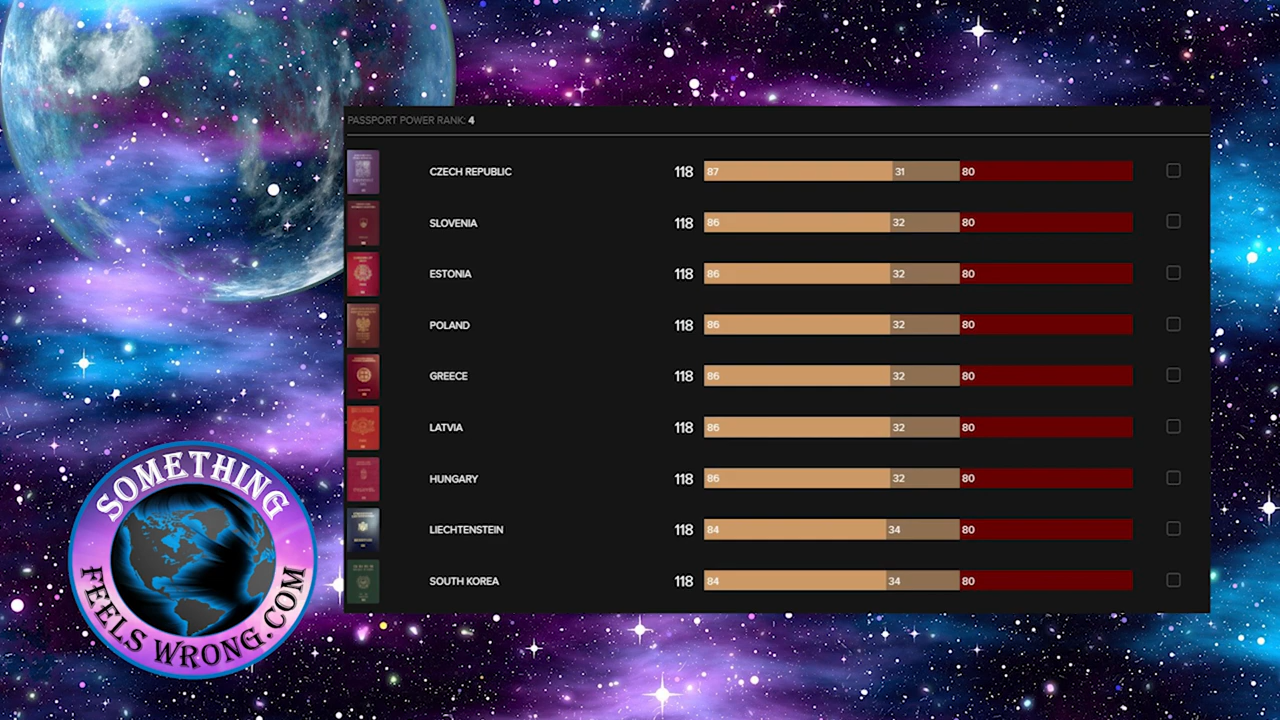 PASSPORT POWER RANK: 4
CZECH REPUBLIC 118 87 31 80
SLOVENIA 118 86 32 80
ESTONIA 118 86 32 80
POLAND 118 86 32 80
GREECE 118 86 32 80
LATVIA 118 86 32 80
HUNGARY 118 86 32 80
LIECHTENSTEIN 118 84 34 80
SOUTH KOREA 118 84 34 80
SOMETHING
FEELS WRONG.COM